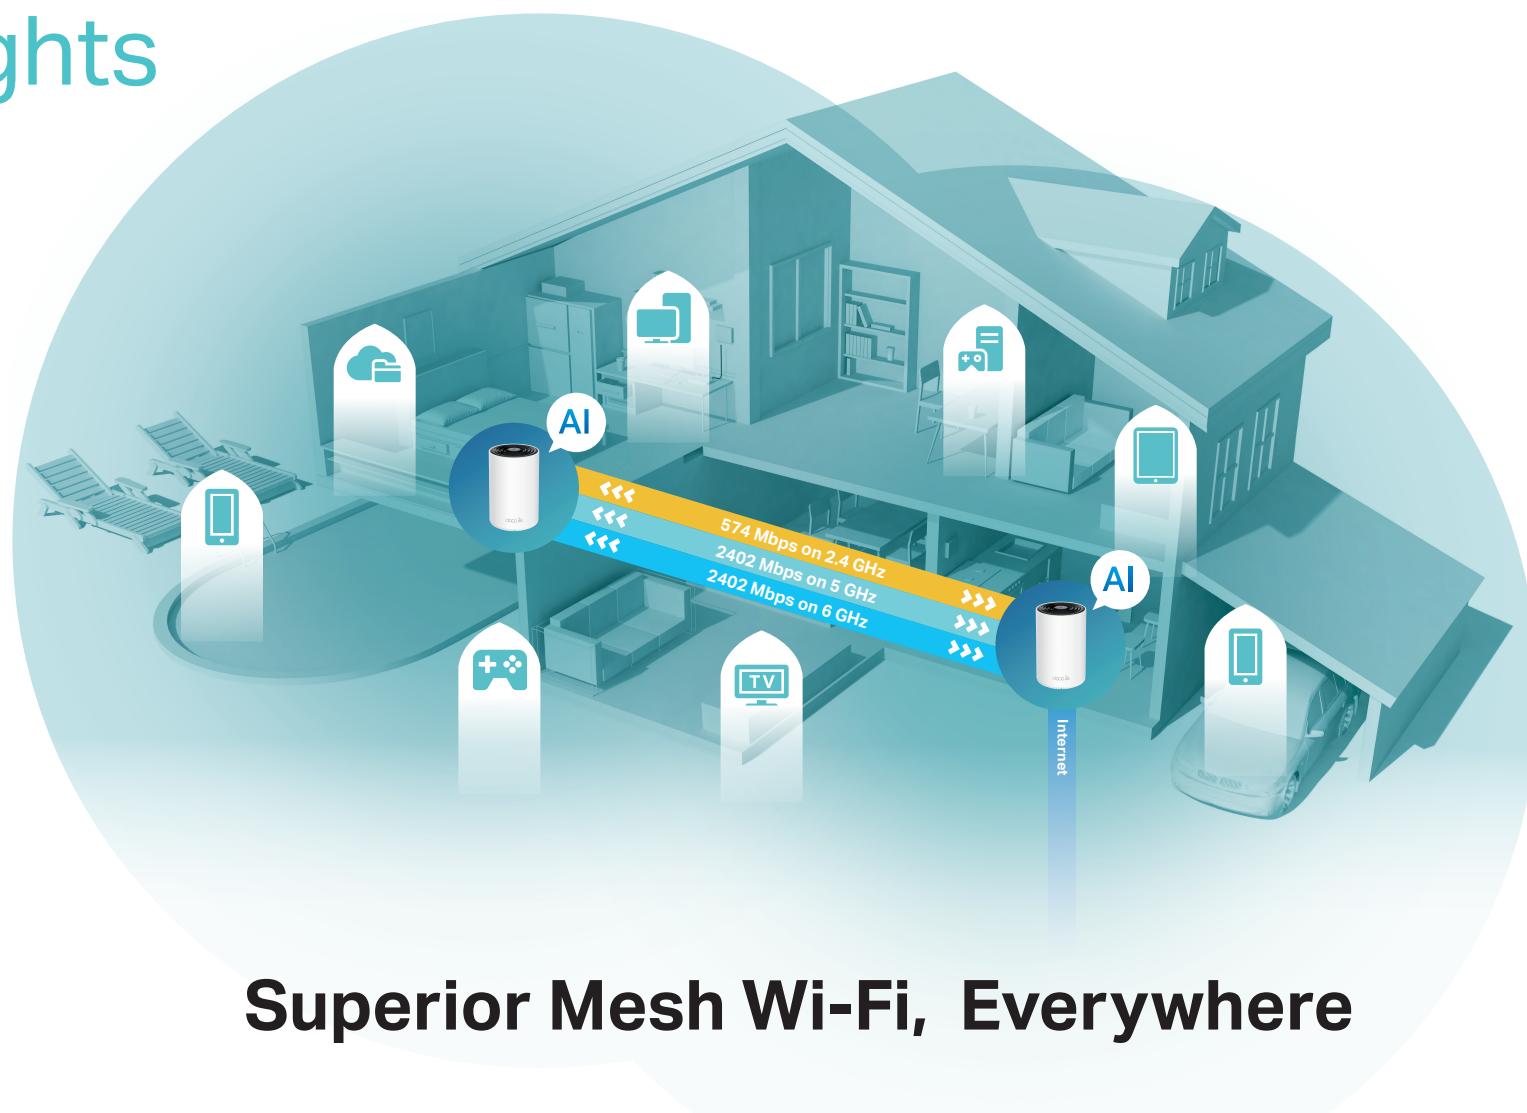 ghts
AI
574 Mbps on 2.4 GHz
2402 Mbps on 5 GHz
2402 Mbps on 6 GHz
AI
TV
Internet
Superior Mesh Wi-Fi, Everywhere